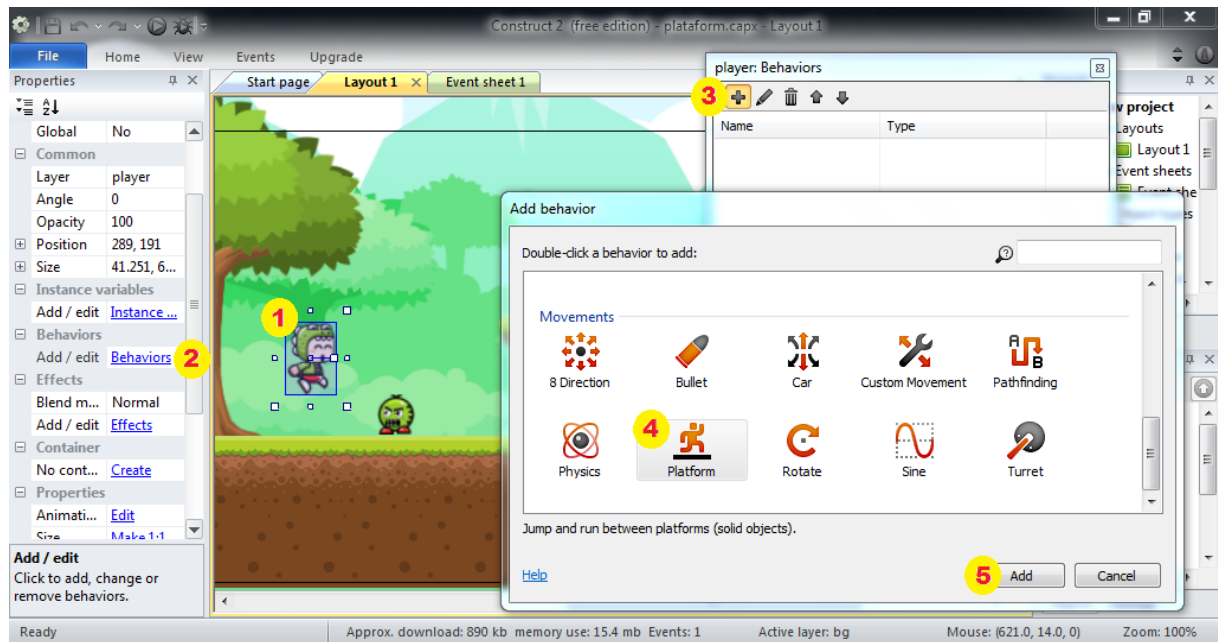 Construct 2 (free edition) - plataform.capx - Layout 1
File Home View Events Upgrade
Properties
Start page Layout 1 Event sheet 1
Global No
Common
Layer player
Angle 0
Opacity 100
Position 289, 191
Size 41.251, 6...
Instance variables
Add / edit Instance ...
Behaviors
Add / edit Behaviors
Effects
Blend m... Normal
Add / edit Effects
Container
No cont... Create
Properties
Animati... Edit
Size Make 1:1
Add / edit
Click to add, change or
remove behaviors.
1
2
player: Behaviors
3
Name Type
project
Layouts
Layout 1
Event sheets
Add behavior
Double-click a behavior to add:
Movements
8 Direction Bullet Car Custom Movement Pathfinding
4
Physics Platform Rotate Sine Turret
Jump and run between platforms (solid objects).
Help 5 Add Cancel
Ready Approx. download: 890 kb memory use: 15.4 mb Events: 1 Active layer: bg Mouse: (621.0, 14.0, 0) Zoom: 100%